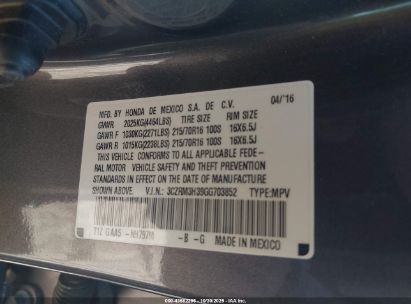 MFD. BY HONDA DE MEXICO S.A. DE C.V. 04/16
GVWR 2025KG(4464LBS) TIRE SIZE RIM SIZE
GAWR F 1030KG(2271LBS) 215/70R16 100S 16X6.5J
GAWR R 1015KG(2238LBS) 215/70R16 100S 16X6.5J
THIS VEHICLE CONFORMS TO ALL APPLICABLE FEDE-
RAL MOTOR VEHICLE SAFETY AND THEFT PREVENTION
STANDARDS IN EFFECT ON THE DATE OF MANUFACTURE
SHOWN ABOVE. V.I.N.: 3CZRM3H39GG703852 TYPE:MPV
T1Z GAA5 -NH797M -B -G MADE IN MEXICO